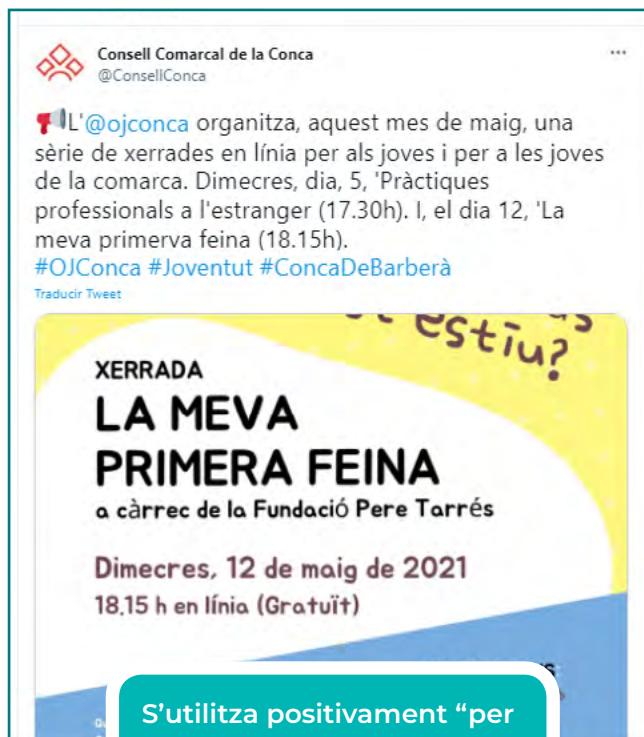 Consell Comarcal de la Conca
@ConsellConca
L'@ojconca organitza, aquest mes de maig, una
sèrie de xerrades en línia per als joves i per a les joves
de la comarca. Dimecres, dia, 5, 'Pràctiques
professionals a l'estranger (17.30h). I, el dia 12, 'La
meva primerva feina (18.15h).
#OJConca #Joventut #ConcaDeBarberà
Traducir Tweet
estiu?
XERRADA
LA MEVA
PRIMERA FEINA
a càrrec de la Fundació Pere Tarrés
Dimecres, 12 de maig de 2021
18.15 h en línia (Gratuït)
S'utilitza positivament “per